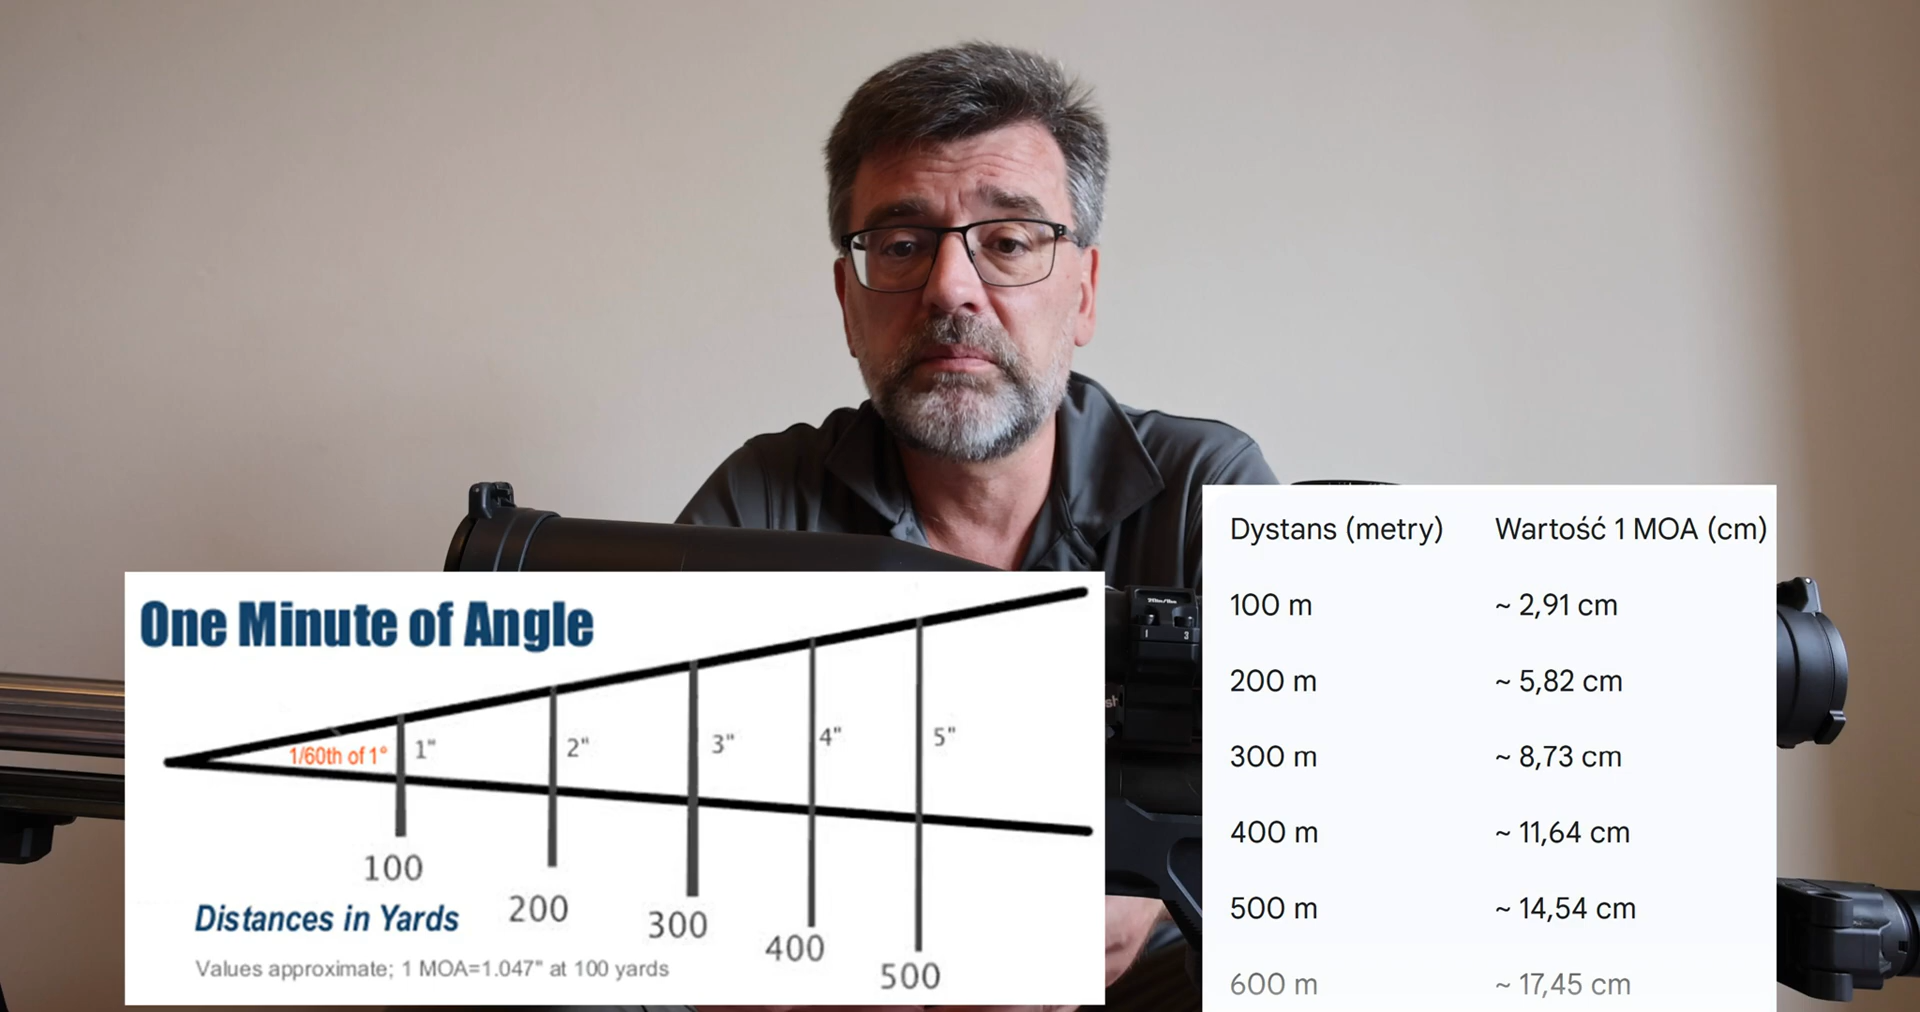 One Minute of Angle
1/60th of 1°
1"
2"
3"
4"
5"
100
200
300
400
500
Distances in Yards
Values approximate; 1 MOA=1.047" at 100 yards
Dystans (metry) Wartość 1 MOA (cm)
100 m ~ 2,91 cm
200 m ~ 5,82 cm
300 m ~ 8,73 cm
400 m ~ 11,64 cm
500 m ~ 14,54 cm
600 m ~ 17,45 cm
1 3